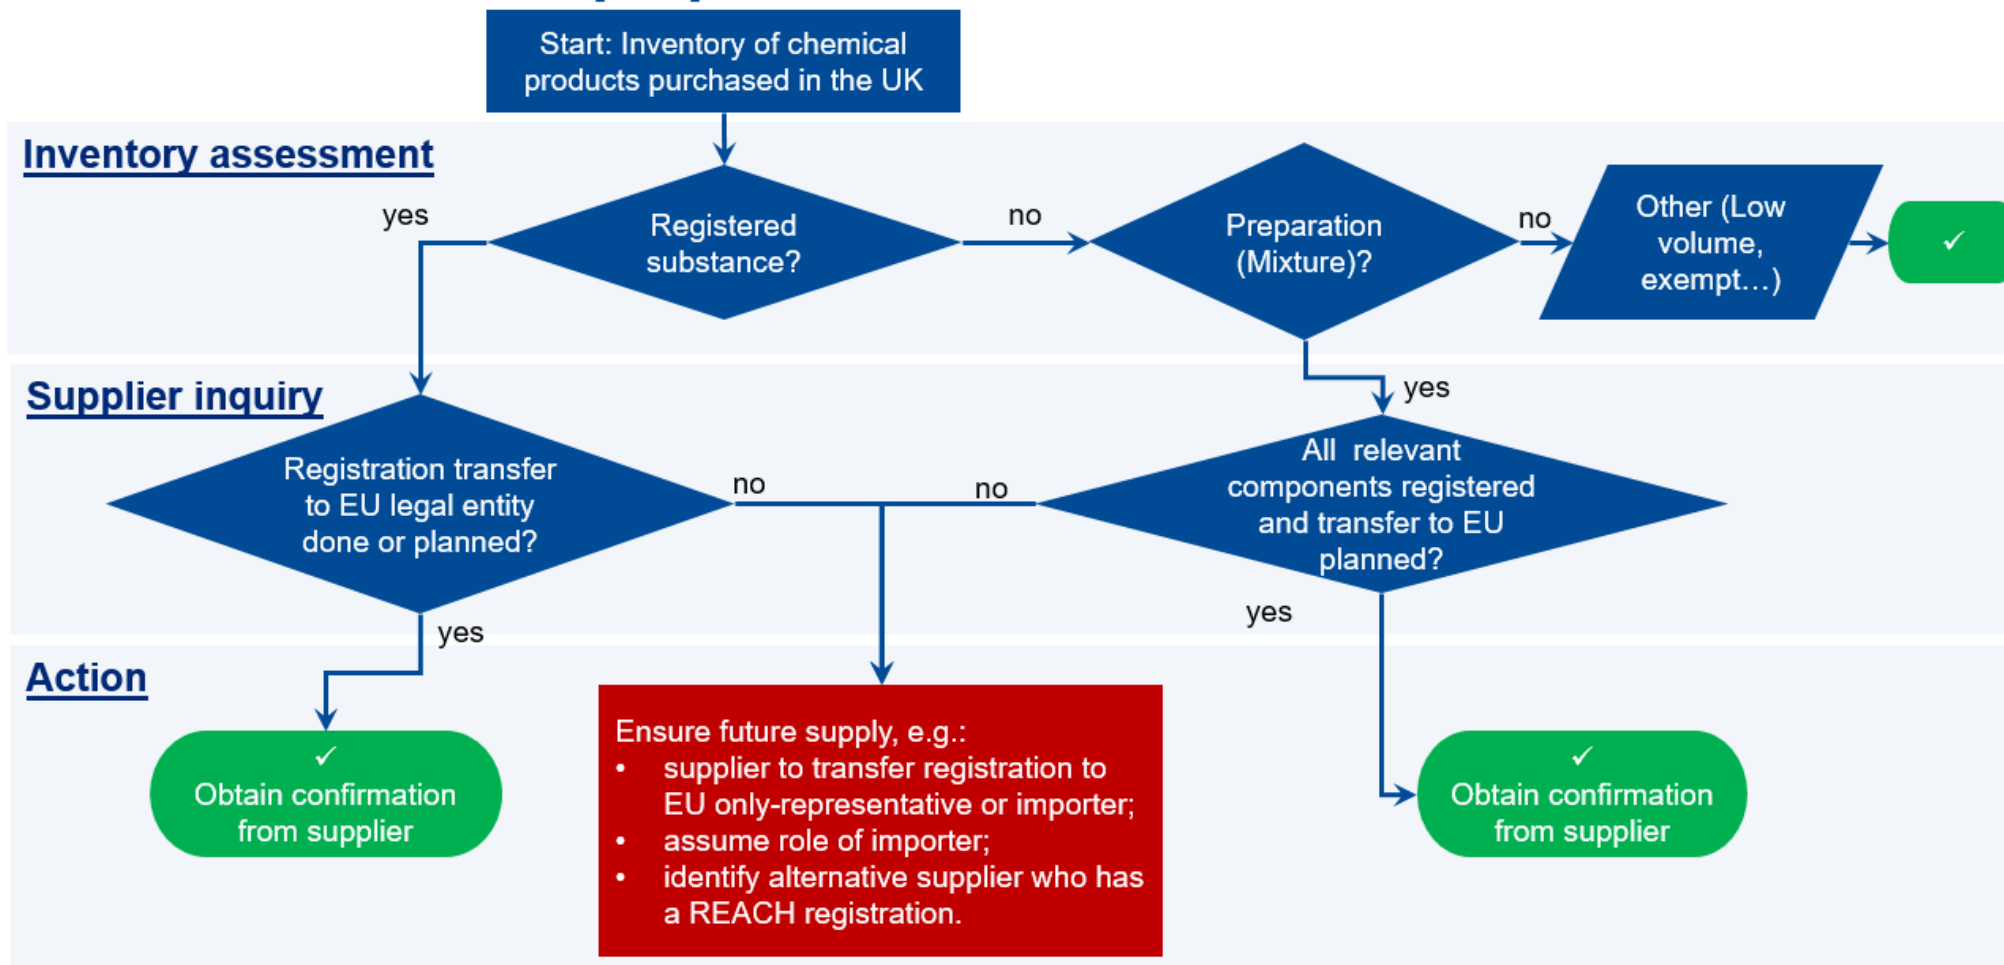 Start: Inventory of chemical
products purchased in the UK
Inventory assessment
yes
Registered
substance?
no
Preparation
(Mixture)?
no
Other (Low
volume,
exempt…)
✓
Supplier inquiry
yes
Registration transfer
to EU legal entity
done or planned?
no
no
All relevant
components registered
and transfer to EU
planned?
yes
yes
Action
✓
Obtain confirmation
from supplier
Ensure future supply, e.g.:
• supplier to transfer registration to
EU only-representative or importer;
• assume role of importer;
• identify alternative supplier who has
a REACH registration.
✓
Obtain confirmation
from supplier